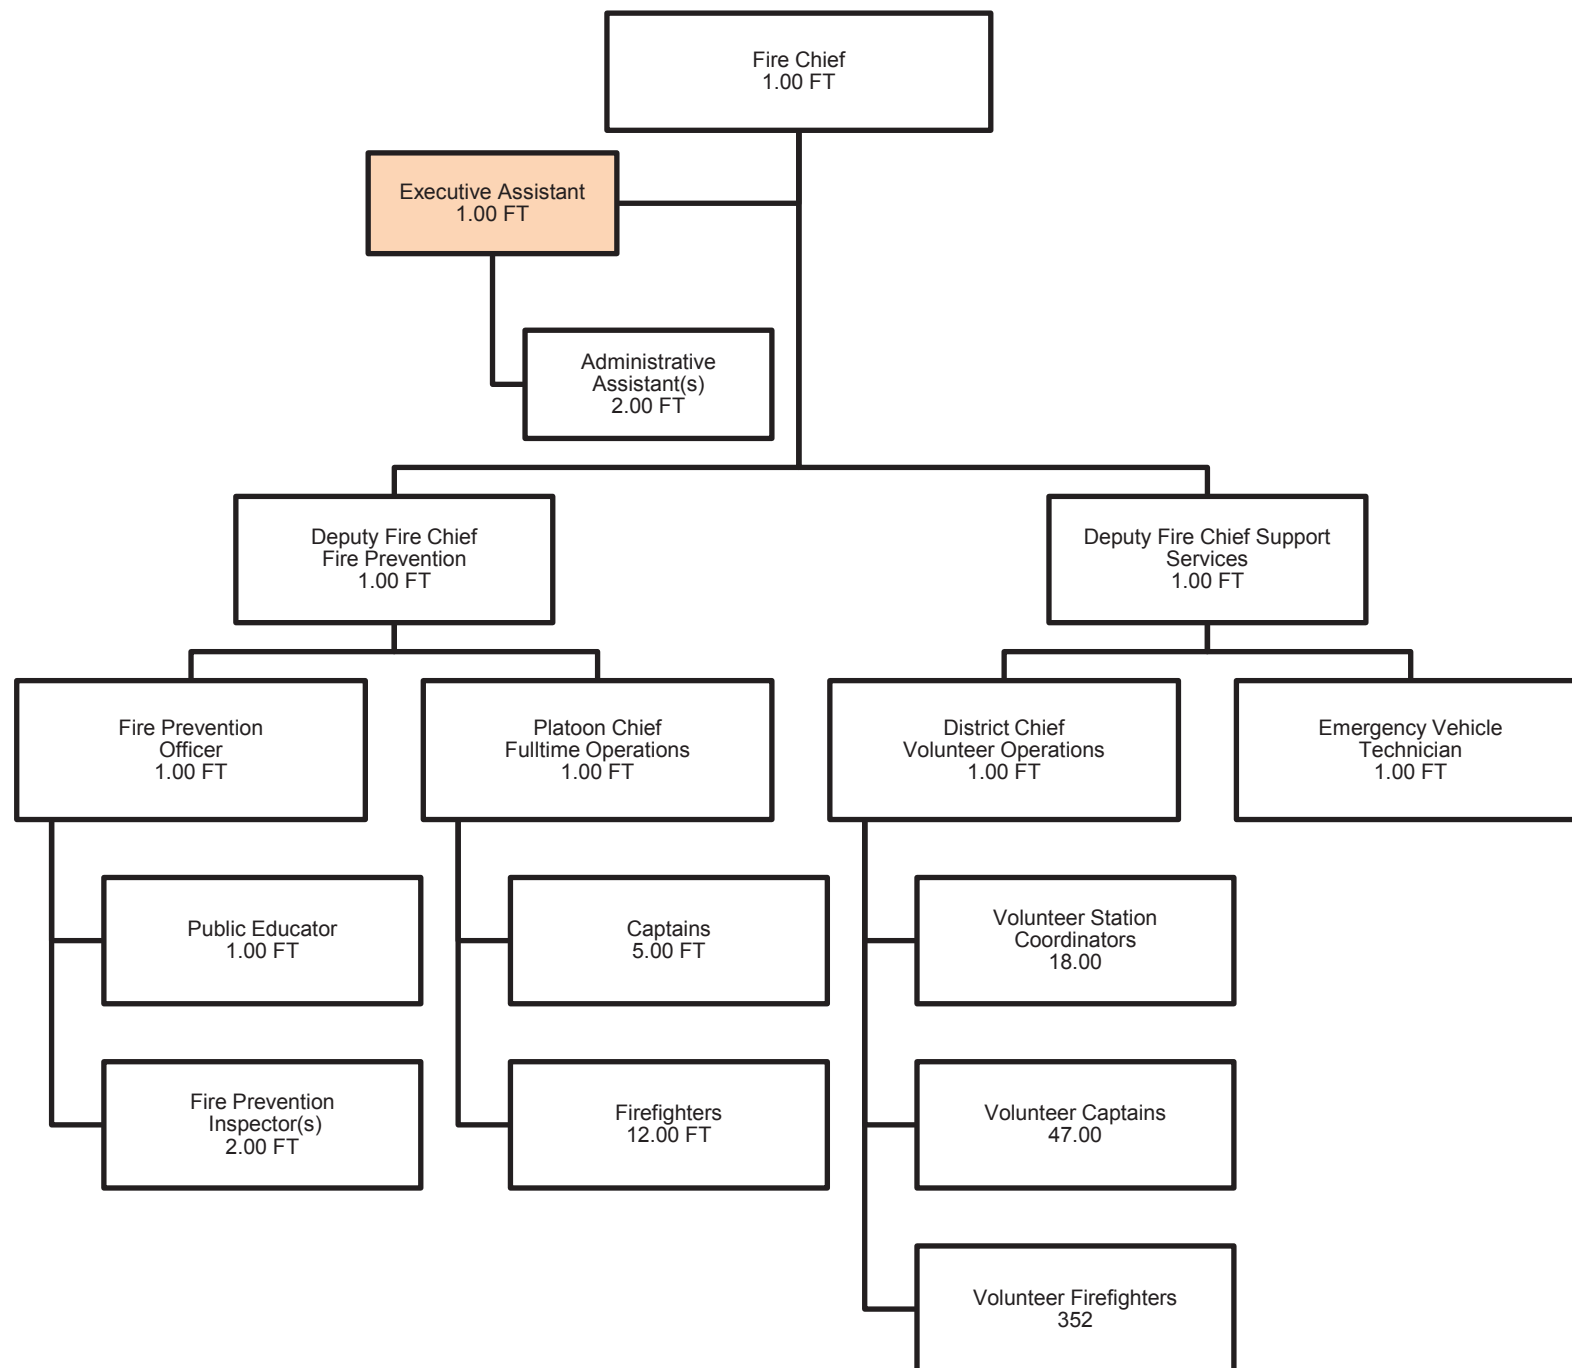 Fire Chief
1.00 FT
Executive Assistant
1.00 FT
Administrative
Assistant(s)
2.00 FT
Deputy Fire Chief
Fire Prevention
1.00 FT
Deputy Fire Chief Support
Services
1.00 FT
Fire Prevention
Officer
1.00 FT
Platoon Chief
Fulltime Operations
1.00 FT
District Chief
Volunteer Operations
1.00 FT
Emergency Vehicle
Technician
1.00 FT
Public Educator
1.00 FT
Captains
5.00 FT
Volunteer Station
Coordinators
18.00
Fire Prevention
Inspector(s)
2.00 FT
Firefighters
12.00 FT
Volunteer Captains
47.00
Volunteer Firefighters
352